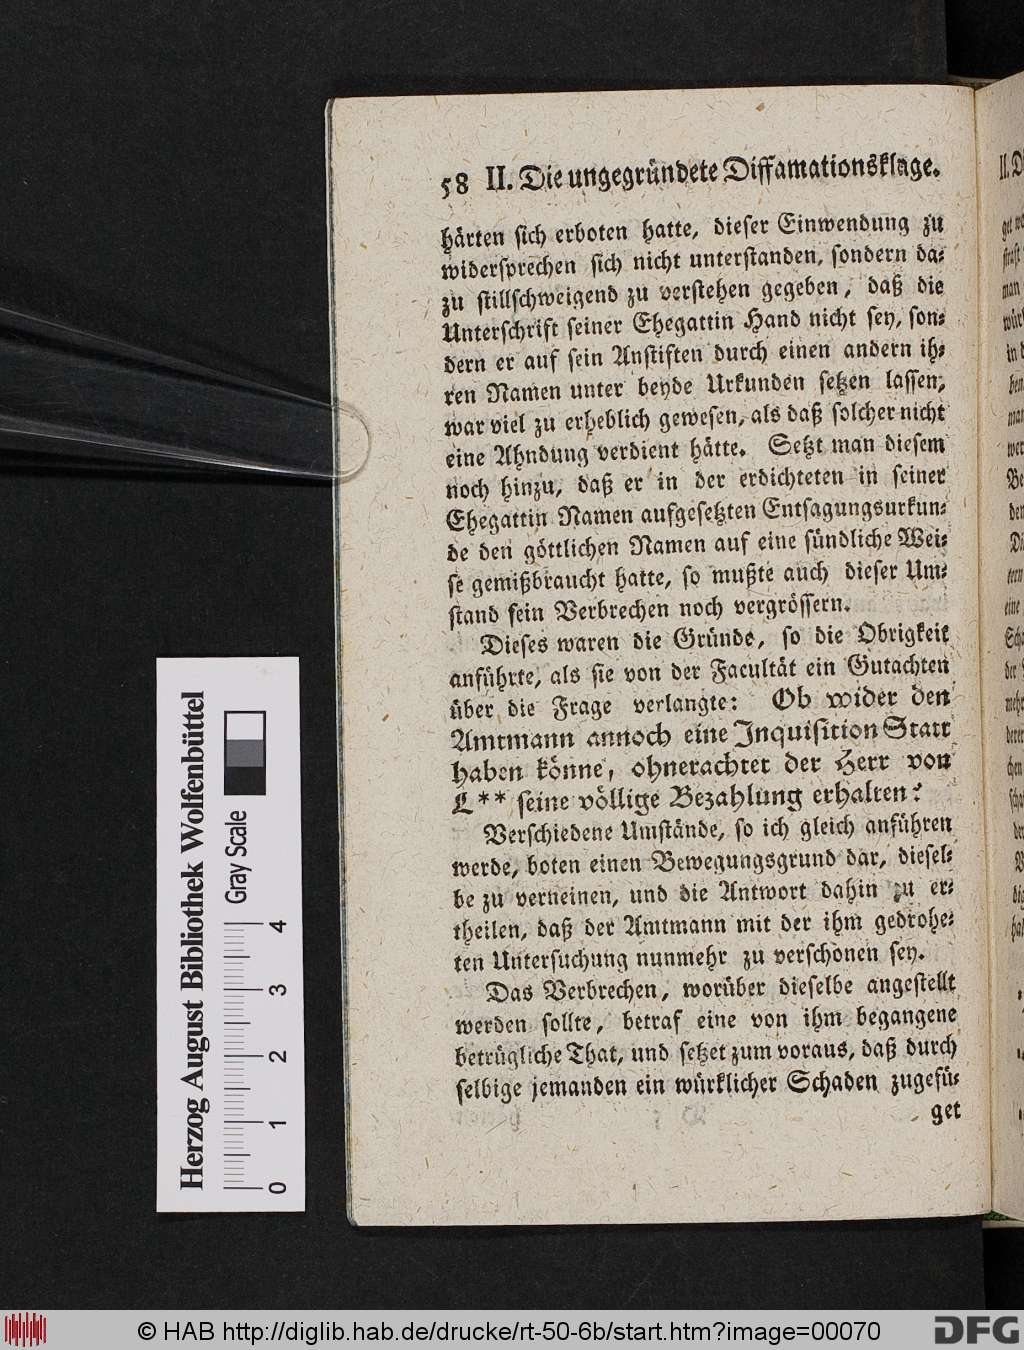 58 II. Die ungegründete Diffamationsklage.
härten ſich erboten hatte, dieſer Einwendung zu
widerſprechen ſich nicht unterſtanden, ſondern da-
zu ſtillſchweigend zu verſtehen gegeben, daß die
Unterſchrift ſeiner Ehegattin Hand nicht ſey, ſon-
dern er auf ſein Anſtiften durch einen andern ih-
ren Namen unter beyde Urkunden ſetzen laſſen,
war viel zu erheblich geweſen, als daß ſolcher nicht
eine Ahndung verdient hätte. Setzt man dieſem
noch hinzu, daß er in der erdichteten in ſeiner
Ehegattin Namen aufgeſetzten Entſagungsurkun-
de den göttlichen Namen auf eine ſündliche Wei-
ſe gemißbraucht hatte, ſo mußte auch dieſer Um-
ſtand ſein Verbrechen noch vergröſſern.
Dieſes waren die Gründe, ſo die Obrigkeit
anführte, als ſie von der Facultät ein Gutachten
über die Frage verlangte: Ob wider den
Amtmann annoch eine Inquiſition Statt
haben könne, ohnerachtet der Herr von
L** ſeine völlige Bezahlung erhalten?
Verſchiedene Umſtände, ſo ich gleich anführen
werde, boten einen Bewegungsgrund dar, dieſel-
be zu verneinen, und die Antwort dahin zu er-
theilen, daß der Amtmann mit der ihm gedrohe-
ten Unterſuchung nunmehr zu verſchonen ſey.
Das Verbrechen, worüber dieſelbe angeſtellt
werden ſollte, betraf eine von ihm begangene
betrügliche That, und ſetzet zum voraus, daß durch
ſelbige jemanden ein würklicher Schaden zugefü-
get
Herzog August Bibliothek Wolfenbüttel
Gray Scale
0 1 2 3 4
© HAB http://diglib.hab.de/drucke/rt-50-6b/start.htm?image=00070
DFG